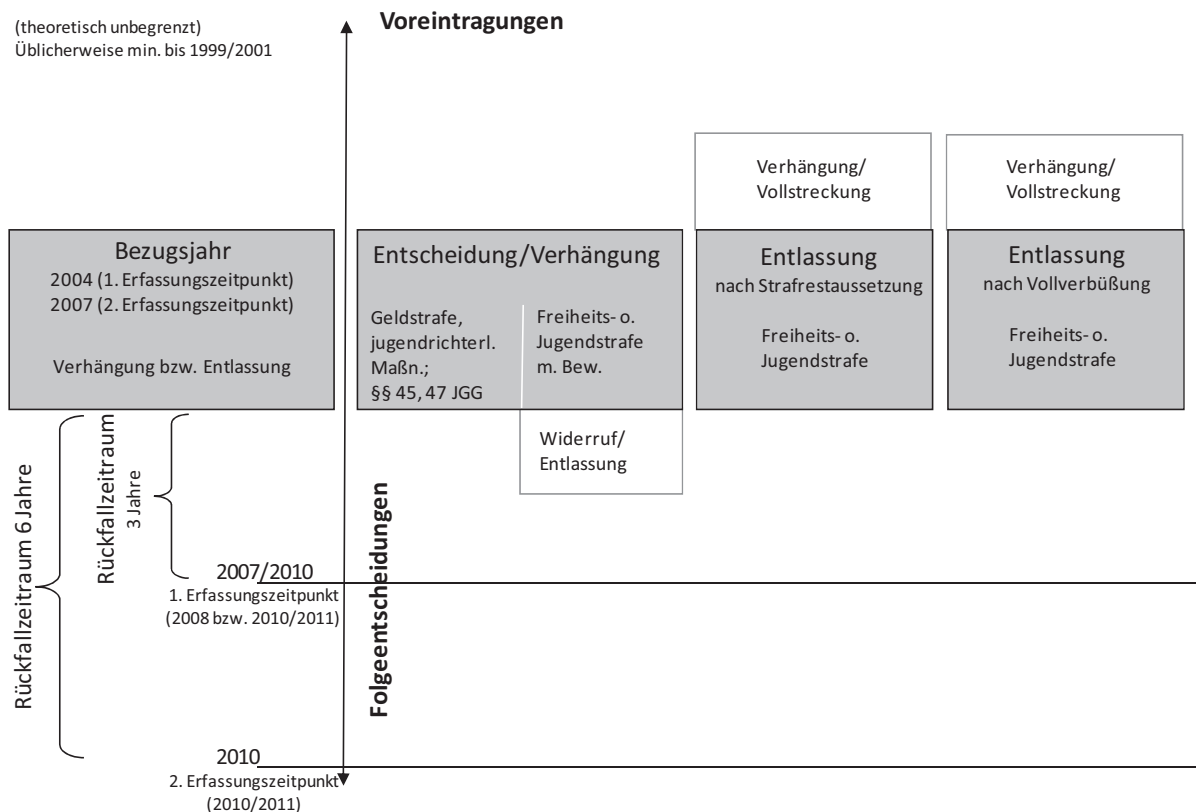 (theoretisch unbegrenzt)
Üblicherweise min. bis 1999/2001
Voreintragungen
Verhängung/
Vollstreckung
Verhängung/
Vollstreckung
Bezugsjahr
2004 (1. Erfassungszeitpunkt)
2007 (2. Erfassungszeitpunkt)
Verhängung bzw. Entlassung
Entscheidung/Verhängung
Geldstrafe,
jugendrichterl.
Maßn.;
§§ 45, 47 JGG
Freiheits- o.
Jugendstrafe
m. Bew.
Entlassung
nach Strafrestaussetzung
Freiheits- o.
Jugendstrafe
Entlassung
nach Vollverbüßung
Freiheits- o.
Jugendstrafe
Widerruf/
Entlassung
Rückfallzeitraum 6 Jahre
Rückfallzeitraum
3 Jahre
Folgeentscheidungen
2007/2010
1. Erfassungszeitpunkt
(2008 bzw. 2010/2011)
2010
2. Erfassungszeitpunkt
(2010/2011)